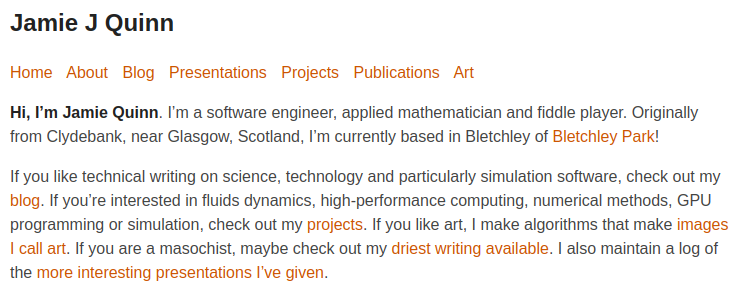 Jamie J Quinn
Home About Blog Presentations Projects Publications Art
Hi, I’m Jamie Quinn. I’m a software engineer, applied mathematician and fiddle player. Originally
from Clydebank, near Glasgow, Scotland, I’m currently based in Bletchley of Bletchley Park!
If you like technical writing on science, technology and particularly simulation software, check out my
blog. If you’re interested in fluids dynamics, high-performance computing, numerical methods, GPU
programming or simulation, check out my projects. If you like art, I make algorithms that make images
I call art. If you are a masochist, maybe check out my driest writing available. I also maintain a log of
the more interesting presentations I’ve given.